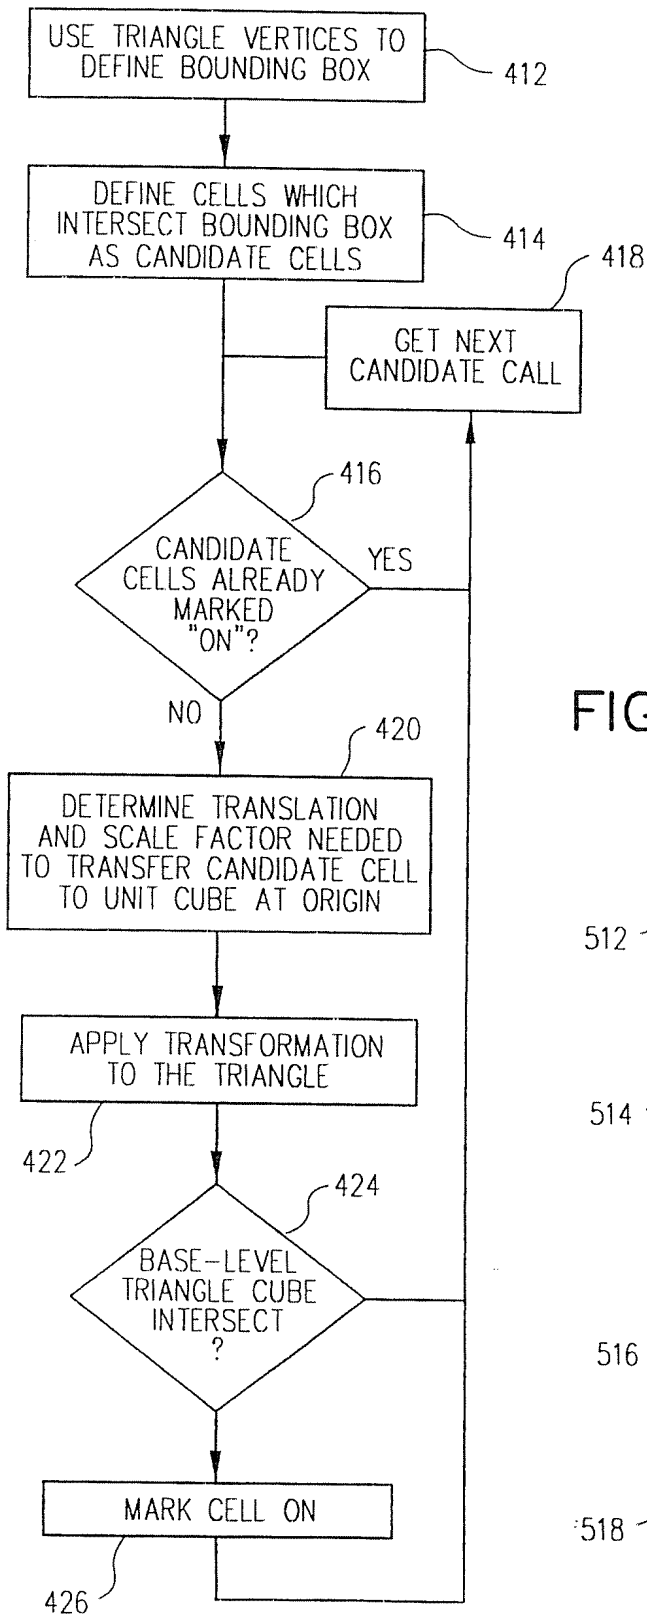 USE TRIANGLE VERTICES TO
DEFINE BOUNDING BOX
412
DEFINE CELLS WHICH
INTERSECT BOUNDING BOX
AS CANDIDATE CELLS
414
418
GET NEXT
CANDIDATE CALL
416
CANDIDATE
CELLS ALREADY
MARKED
"ON"?
YES
NO
FIG
420
DETERMINE TRANSLATION
AND SCALE FACTOR NEEDED
TO TRANSFER CANDIDATE CELL
TO UNIT CUBE AT ORIGIN
512
APPLY TRANSFORMATION
TO THE TRIANGLE
514
422
424
BASE-LEVEL
TRIANGLE CUBE
INTERSECT
?
516
MARK CELL ON
518
426